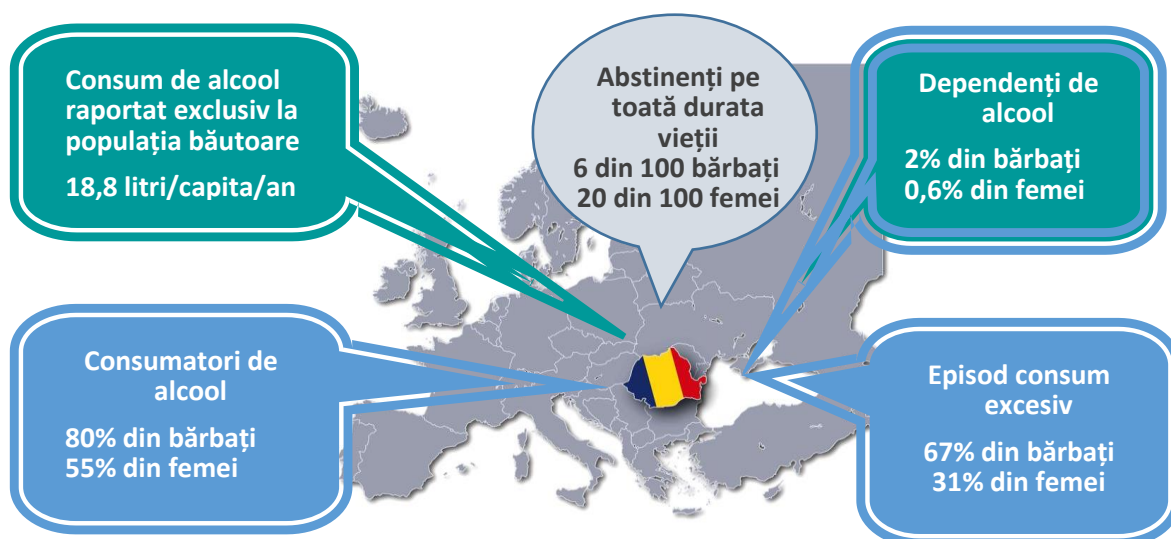 Consum de alcool
raportat exclusiv la
populația băutoare
18,8 litri/capita/an
Abstinenți pe
toată durata
vieții
6 din 100 bărbați
20 din 100 femei
Dependenți de
alcool
2% din bărbați
0,6% din femei
Consumatori de
alcool
80% din bărbați
55% din femei
Episod consum
excesiv
67% din bărbați
31% din femei